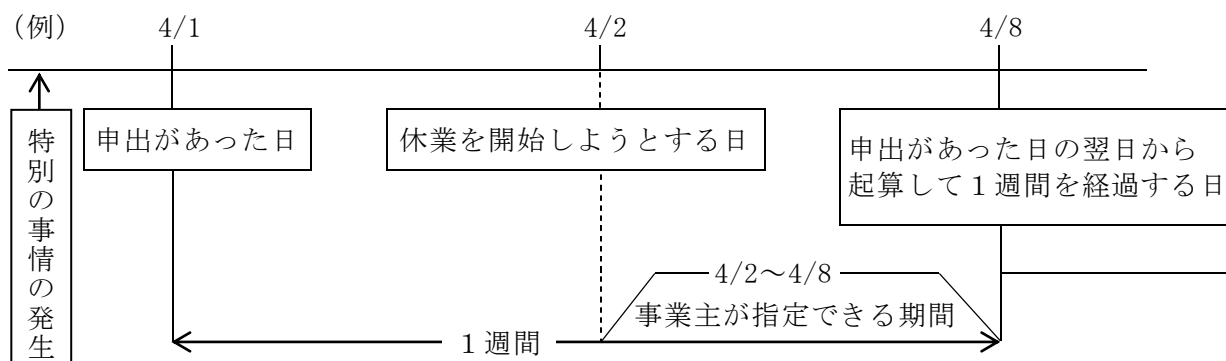 (例)
4/1
4/2
4/8
特別の事情の発生
申出があった日
休業を開始しようとする日
申出があった日の翌日から
起算して１週間を経過する日
4/2～4/8
事業主が指定できる期間
１週間